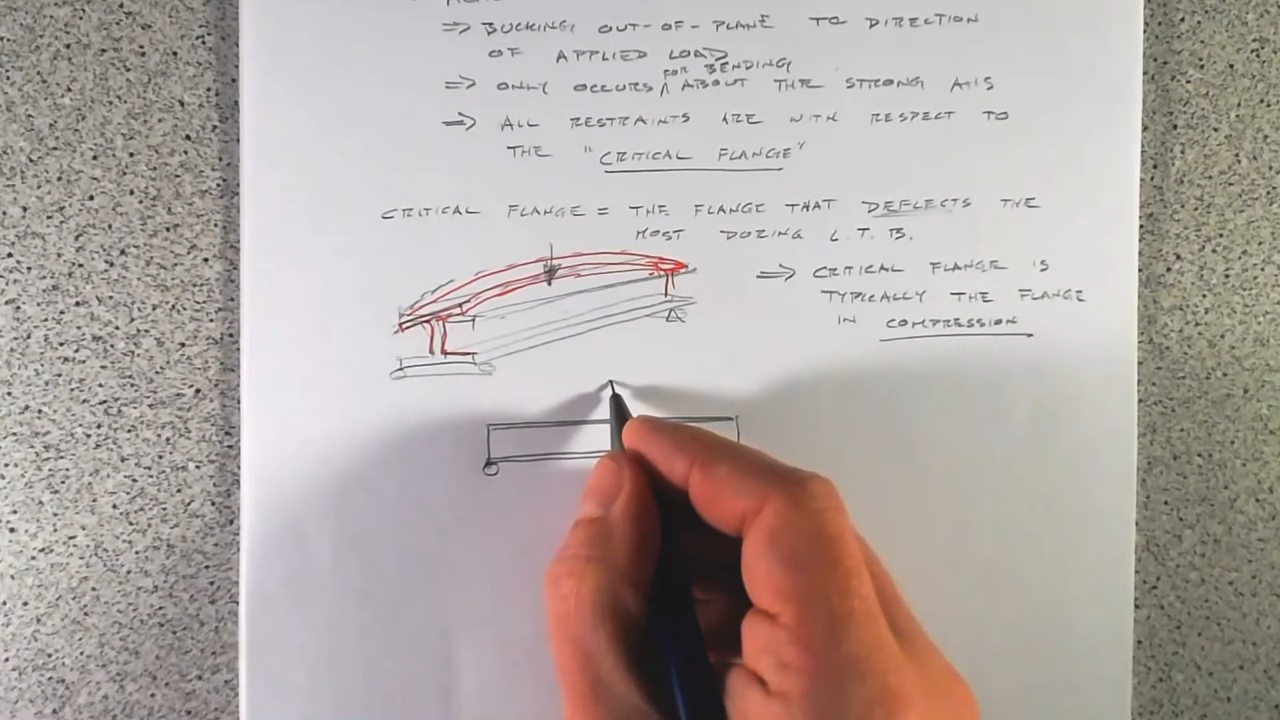 ⇒ BUCKING OUT-OF-PLANE TO DIRECTION
OF APPLIED LOAD
FOR BENDING
⇒ ONLY OCCURS ABOUT THE STRONG AXIS
⇒ ALL RESTRAINTS ARE WITH RESPECT TO
THE "CRITICAL FLANGE"
CRITICAL FLANGE = THE FLANGE THAT DEFLECTS THE
MOST DURING L.T.B.
⇒ CRITICAL FLANGE IS
TYPICALLY THE FLANGE
IN COMPRESSION